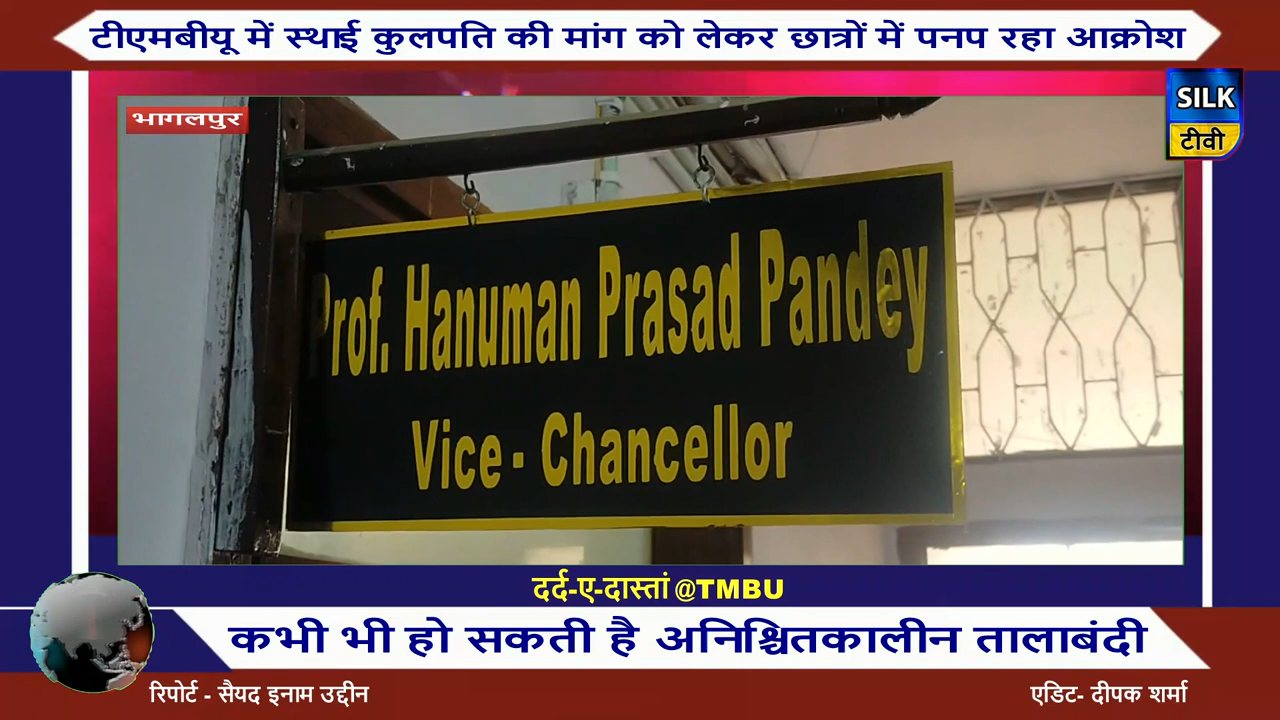 टीएमबीयू में स्थाई कुलपति की मांग को लेकर छात्रों में पनप रहा आक्रोश
भागलपुर
SILK
टीवी
Prof. Hanuman Prasad Pandey
Vice - Chancellor
दर्द-ए-दास्तां @TMBU
कभी भी हो सकती है अनिश्चितकालीन तालाबंदी
रिपोर्ट - सैयद इनाम उद्दीन
एडिट- दीपक शर्मा